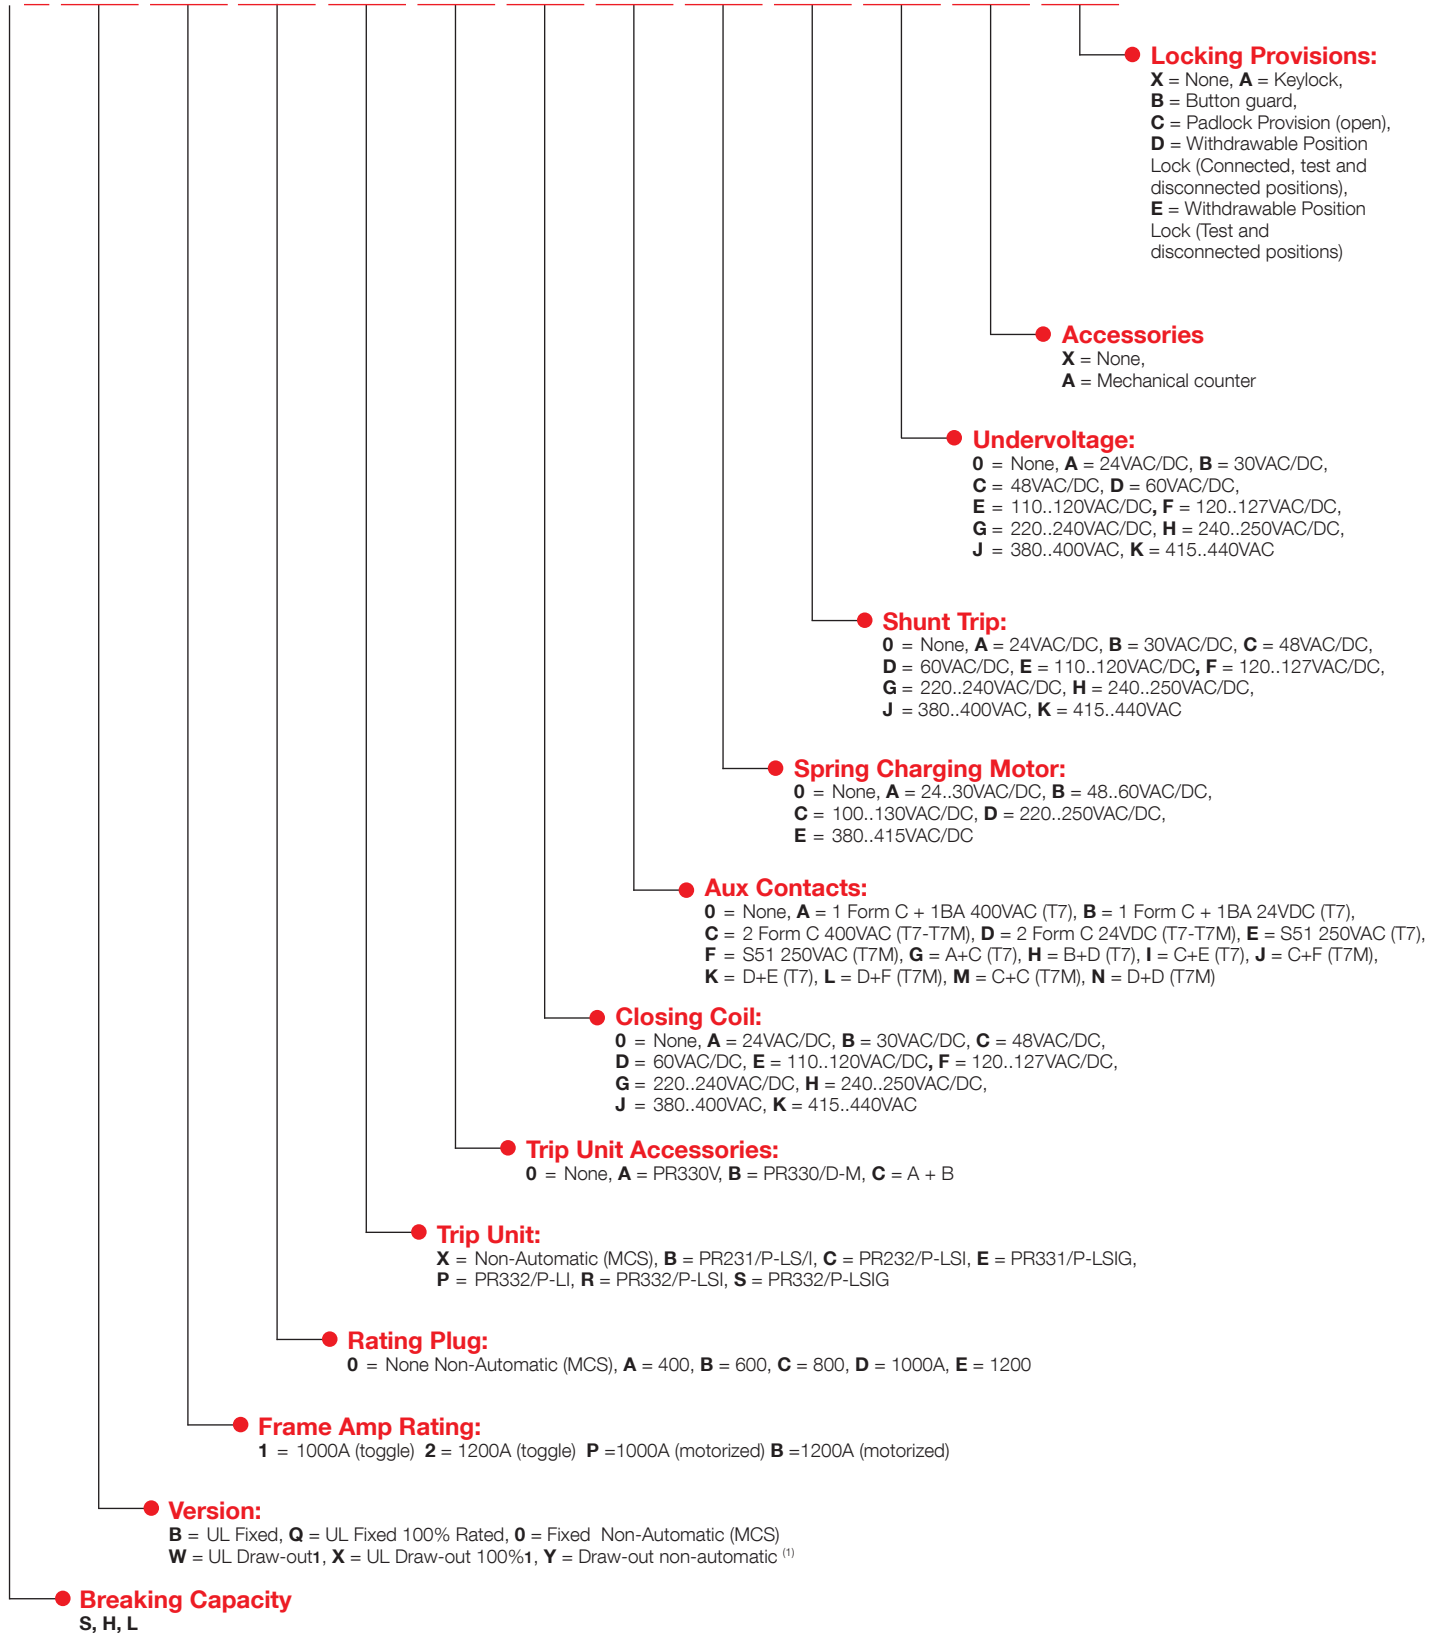 Locking Provisions:
X = None, A = Keylock,
B = Button guard,
C = Padlock Provision (open),
D = Withdrawable Position
Lock (Connected, test and
disconnected positions),
E = Withdrawable Position
Lock (Test and
disconnected positions)
Accessories
X = None,
A = Mechanical counter
Undervoltage:
0 = None, A = 24VAC/DC, B = 30VAC/DC,
C = 48VAC/DC, D = 60VAC/DC,
E = 110..120VAC/DC, F = 120..127VAC/DC,
G = 220..240VAC/DC, H = 240..250VAC/DC,
J = 380..400VAC, K = 415..440VAC
Shunt Trip:
0 = None, A = 24VAC/DC, B = 30VAC/DC, C = 48VAC/DC,
D = 60VAC/DC, E = 110..120VAC/DC, F = 120..127VAC/DC,
G = 220..240VAC/DC, H = 240..250VAC/DC,
J = 380..400VAC, K = 415..440VAC
Spring Charging Motor:
0 = None, A = 24..30VAC/DC, B = 48..60VAC/DC,
C = 100..130VAC/DC, D = 220..250VAC/DC,
E = 380..415VAC/DC
Aux Contacts:
0 = None, A = 1 Form C + 1BA 400VAC (T7), B = 1 Form C + 1BA 24VDC (T7),
C = 2 Form C 400VAC (T7-T7M), D = 2 Form C 24VDC (T7-T7M), E = S51 250VAC (T7),
F = S51 250VAC (T7M), G = A+C (T7), H = B+D (T7), I = C+E (T7), J = C+F (T7M),
K = D+E (T7), L = D+F (T7M), M = C+C (T7M), N = D+D (T7M)
Closing Coil:
0 = None, A = 24VAC/DC, B = 30VAC/DC, C = 48VAC/DC,
D = 60VAC/DC, E = 110..120VAC/DC, F = 120..127VAC/DC,
G = 220..240VAC/DC, H = 240..250VAC/DC,
J = 380..400VAC, K = 415..440VAC
Trip Unit Accessories:
0 = None, A = PR330V, B = PR330/D-M, C = A + B
Trip Unit:
X = Non-Automatic (MCS), B = PR231/P-LS/I, C = PR232/P-LSI, E = PR331/P-LSIG,
P = PR332/P-LI, R = PR332/P-LSI, S = PR332/P-LSIG
Rating Plug:
0 = None Non-Automatic (MCS), A = 400, B = 600, C = 800, D = 1000A, E = 1200
Frame Amp Rating:
1 = 1000A (toggle) 2 = 1200A (toggle) P =1000A (motorized) B =1200A (motorized)
Version:
B = UL Fixed, Q = UL Fixed 100% Rated, 0 = Fixed Non-Automatic (MCS)
W = UL Draw-out1, X = UL Draw-out 100%1, Y = Draw-out non-automatic (1)
Breaking Capacity
S, H, L